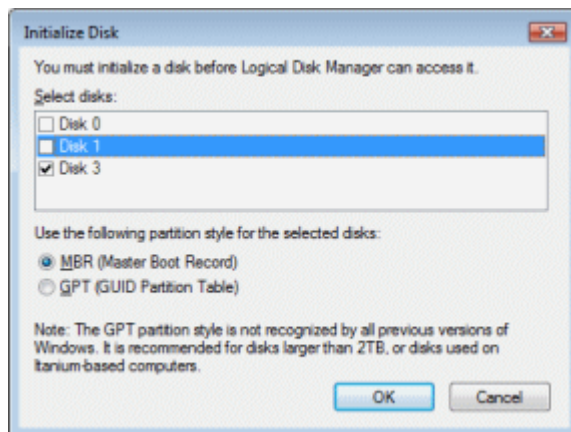 Initialize Disk
You must initialize a disk before Logical Disk Manager can access it.
Select disks:
Disk 0
Disk 1
Disk 3
Use the following partition style for the selected disks:
MBR (Master Boot Record)
GPT (GUID Partition Table)
Note: The GPT partition style is not recognized by all previous versions of
Windows. It is recommended for disks larger than 2TB, or disks used on
Itanium-based computers.
OK
Cancel